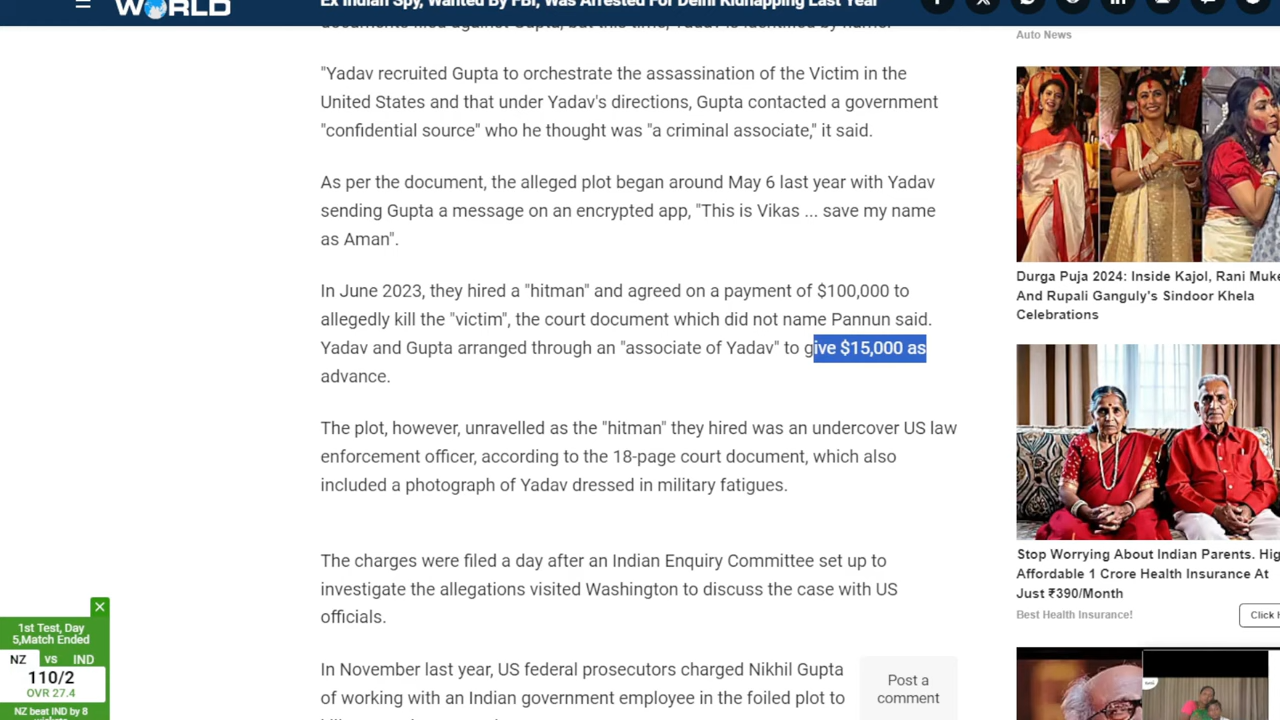 WORLD
Ex Indian Spy, Wanted By FBI, Was Arrested For Delhi Kidnapping Last Year
documents filed against Gupta, but this time, Yadav is identified by name.
"Yadav recruited Gupta to orchestrate the assassination of the Victim in the
United States and that under Yadav's directions, Gupta contacted a government
"confidential source" who he thought was "a criminal associate," it said.
As per the document, the alleged plot began around May 6 last year with Yadav
sending Gupta a message on an encrypted app, "This is Vikas ... save my name
as Aman".
In June 2023, they hired a "hitman" and agreed on a payment of $100,000 to
allegedly kill the "victim", the court document which did not name Pannun said.
Yadav and Gupta arranged through an "associate of Yadav" to give $15,000 as
advance.
The plot, however, unravelled as the "hitman" they hired was an undercover US law
enforcement officer, according to the 18-page court document, which also
included a photograph of Yadav dressed in military fatigues.
The charges were filed a day after an Indian Enquiry Committee set up to
investigate the allegations visited Washington to discuss the case with US
officials.
In November last year, US federal prosecutors charged Nikhil Gupta
of working with an Indian government employee in the foiled plot to
Post a
comment
Auto News
Durga Puja 2024: Inside Kajol, Rani Muke
And Rupali Ganguly's Sindoor Khela
Celebrations
Stop Worrying About Indian Parents. Hig
Affordable 1 Crore Health Insurance At
Just ₹390/Month
Best Health Insurance!
Click H
1st Test, Day
5,Match Ended
NZ vs IND
110/2
OVR 27.4
NZ beat IND by 8
wickets